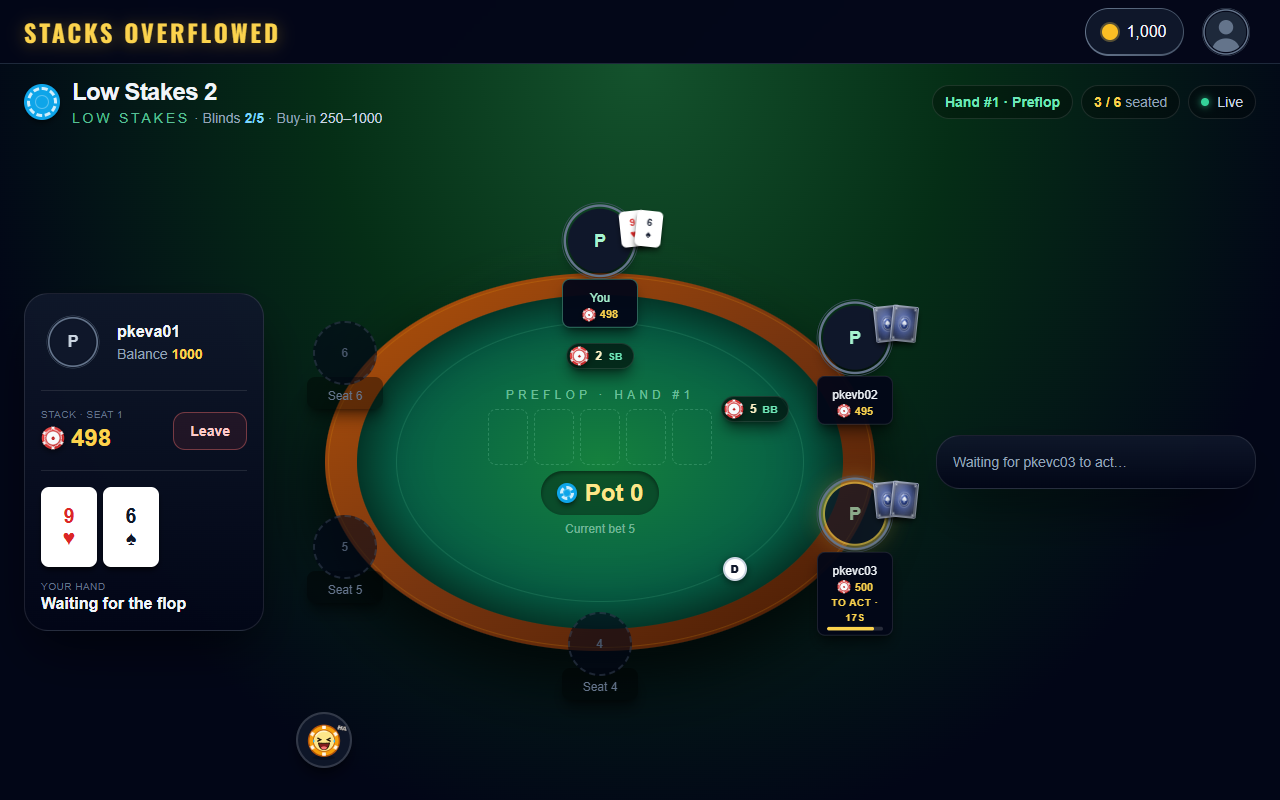 STACKS OVERFLOWED
1,000
Low Stakes 2
LOW STAKES · Blinds 2/5 · Buy-in 250–1000
Hand #1 · Preflop
3 / 6 seated
Live
P
9
6
You
498
2 SB
P
pkeva01
Balance 1000
STACK · SEAT 1
498
Leave
9
6
YOUR HAND
Waiting for the flop
6
Seat 6
5
Seat 5
4
Seat 4
PREFLOP · HAND #1
Pot 0
Current bet 5
5 BB
D
P
pkevb02
495
P
pkevc03
500
TO ACT ·
17S
Waiting for pkevc03 to act…
HA